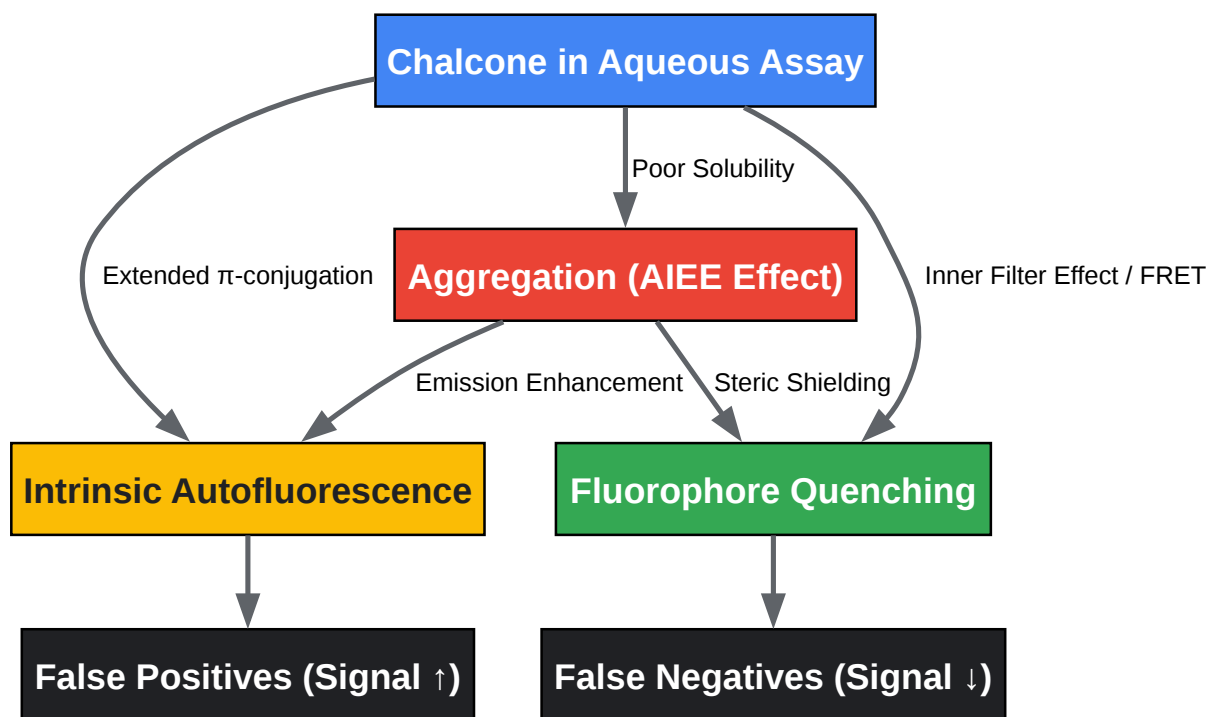 Chalcone in Aqueous Assay
Poor Solubility
Extended π-conjugation
Aggregation (AIEE Effect)
Inner Filter Effect / FRET
Emission Enhancement
Steric Shielding
Intrinsic Autofluorescence
Fluorophore Quenching
False Positives (Signal ↑)
False Negatives (Signal ↓)